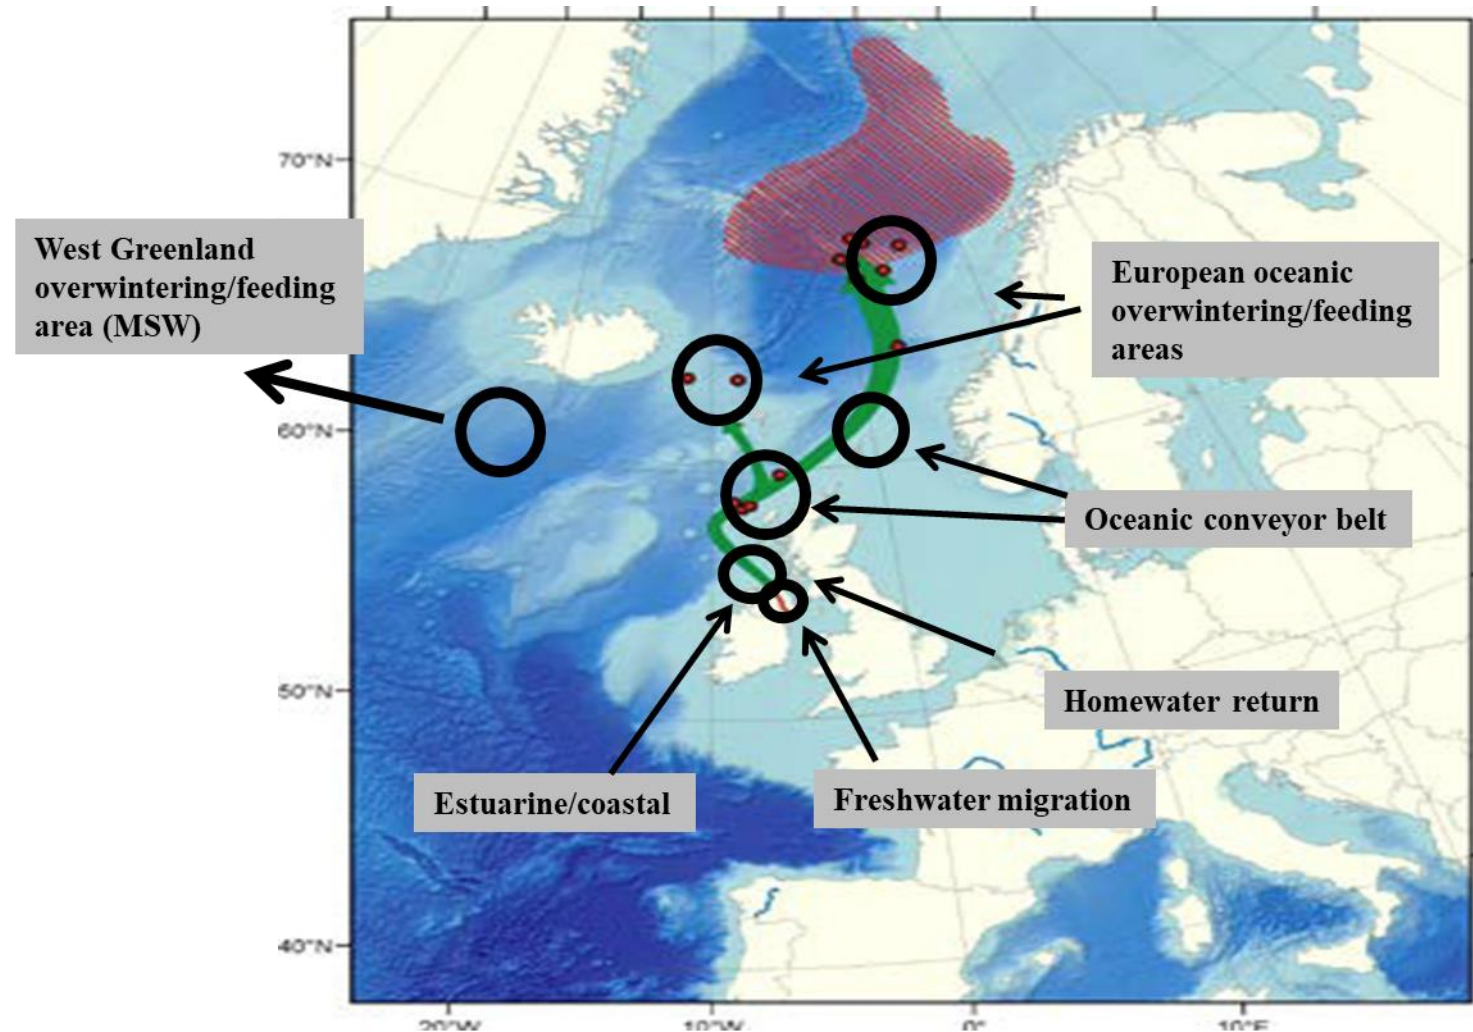 70°N
West Greenland
overwintering/feeding
area (MSW)
European oceanic
overwintering/feeding
areas
60°N
Oceanic conveyor belt
50°N
Homewater return
Estuarine/coastal
Freshwater migration
40°N
20°W
10°W
0°
10°E